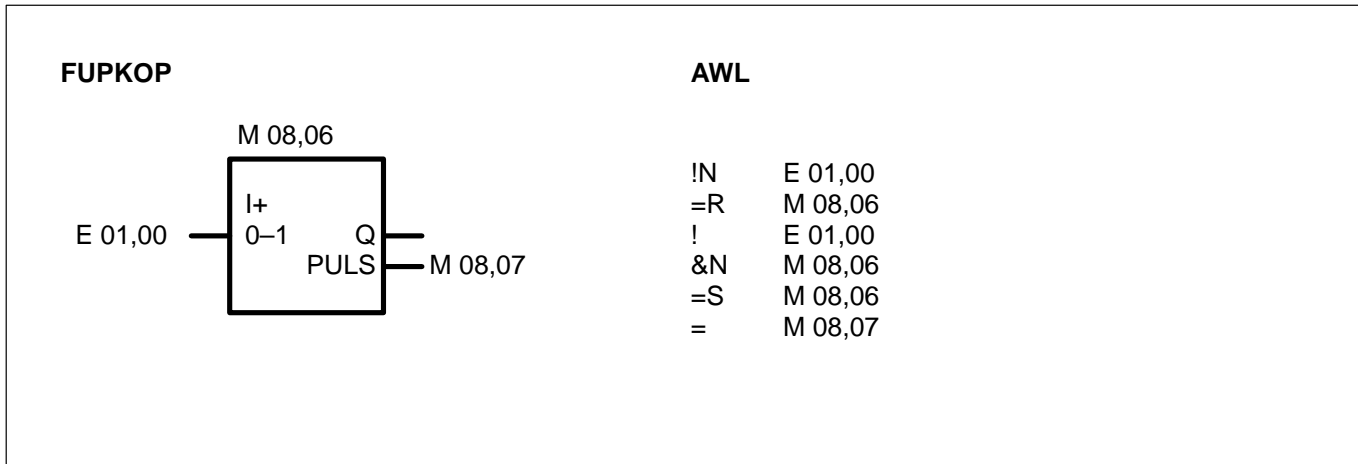 FUPKOP
M 08,06
I+
E 01,00 0–1 Q
PULS M 08,07
AWL
!N E 01,00
=R M 08,06
! E 01,00
&N M 08,06
=S M 08,06
= M 08,07